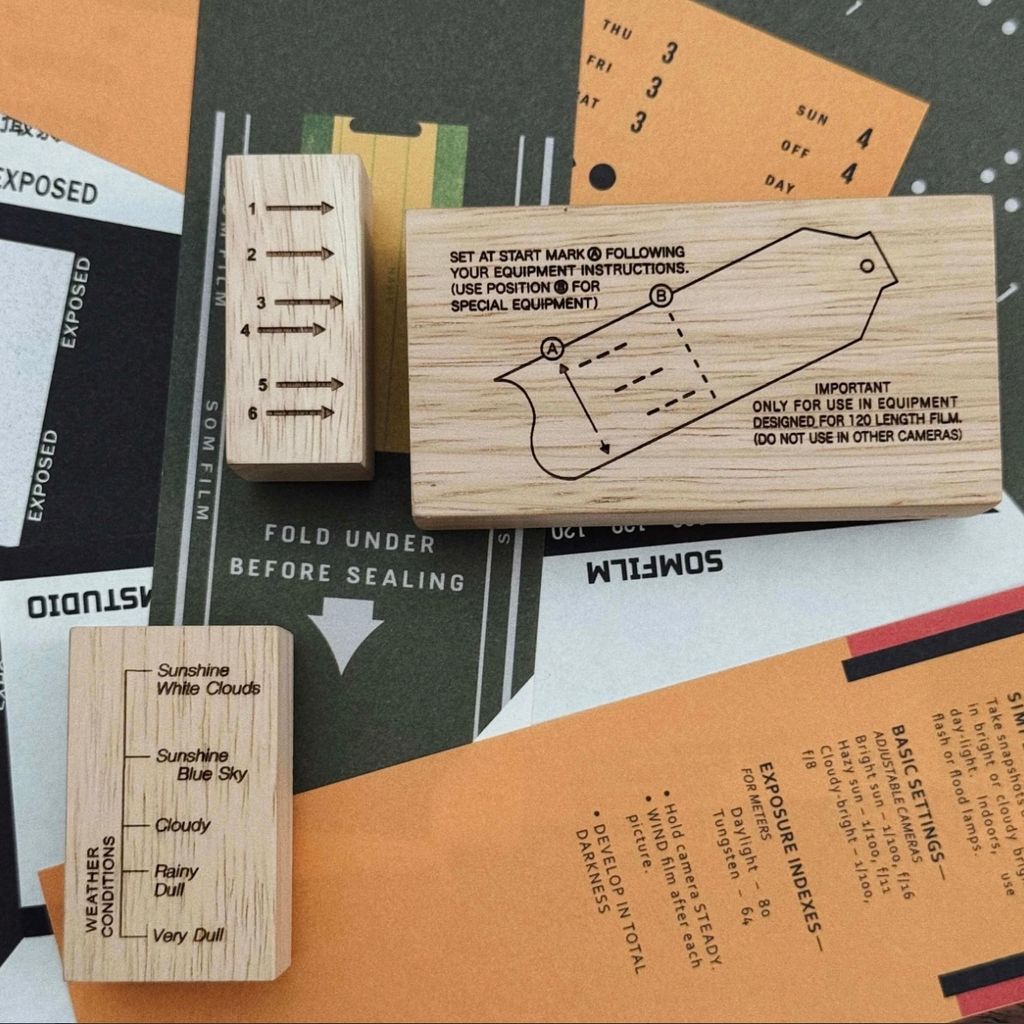 THU 3
FRI 3
3
SUN 4
OFF 4
DAY
EXPOSED
EXPOSED
EXPOSED
1
2
3
4
5
6
SET AT START MARK Ⓐ FOLLOWING
YOUR EQUIPMENT INSTRUCTIONS.
(USE POSITION Ⓑ FOR
SPECIAL EQUIPMENT)
B
A
IMPORTANT
ONLY FOR USE IN EQUIPMENT
DESIGNED FOR 120 LENGTH FILM.
(DO NOT USE IN OTHER CAMERAS)
SOM FILM
FOLD UNDER
BEFORE SEALING
120
SOMFILM
MSTUDIO
Sunshine
White Clouds
Sunshine
Blue Sky
Cloudy
Rainy
Dull
Very Dull
WEATHER
CONDITIONS
Take snapshots
in bright or cloudy
day-light. Indoors, use
flash or flood lamps.
BASIC SETTINGS—
ADJUSTABLE CAMERAS
Bright sun – 1/100, f/16
Hazy sun – 1/100, f/11
Cloudy-bright – 1/100,
f/8
EXPOSURE INDEXES—
FOR METERS
Daylight – 80
Tungsten – 64
• Hold camera STEADY.
• WIND film after each
picture.
• DEVELOP IN TOTAL
DARKNESS